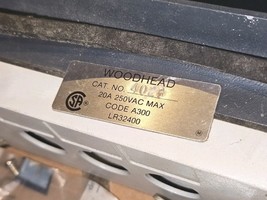 WOODHEAD
CAT. NO.
20A 250VAC MAX
CODE A300
LR32400